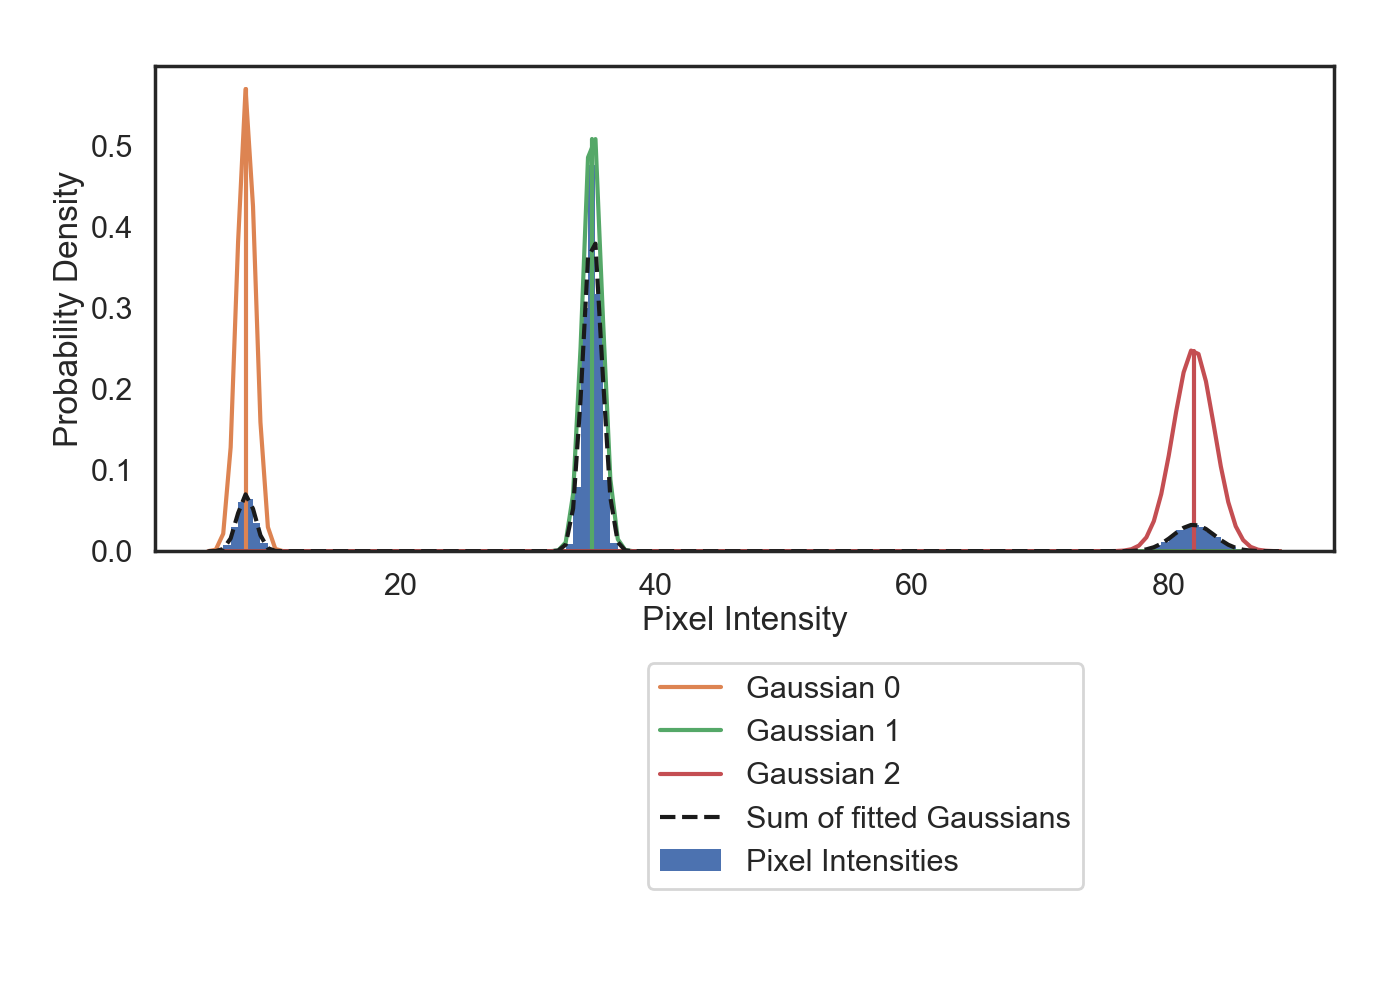 Probability Density
0.5
0.4
0.3
0.2
0.1
0.0
20 40 60 80
Pixel Intensity
Gaussian 0
Gaussian 1
Gaussian 2
Sum of fitted Gaussians
Pixel Intensities